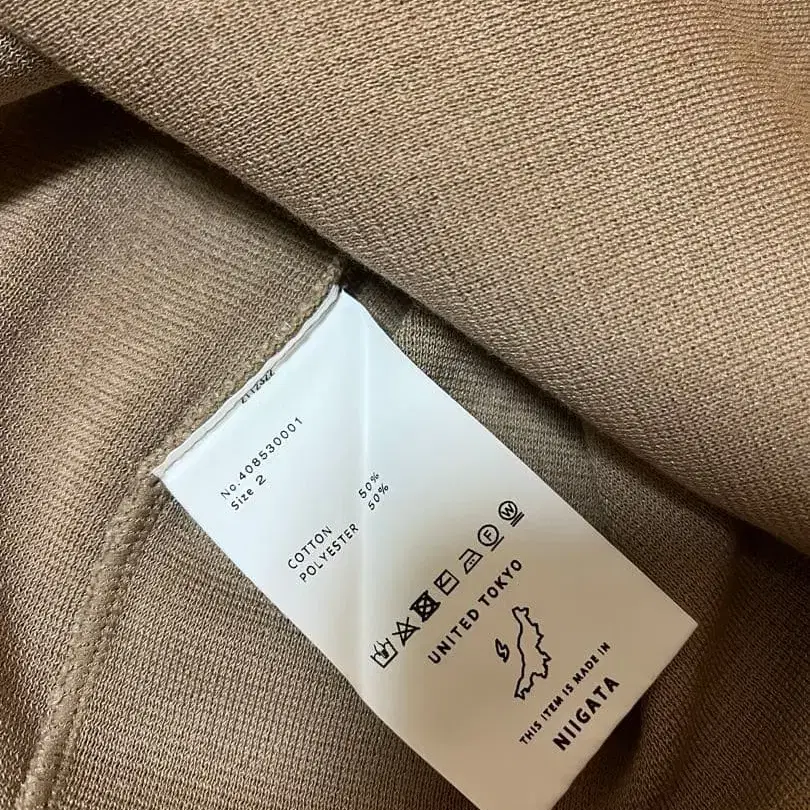 No.408530001
Size 2
COTTON 50%
POLYESTER 50%
F W
UNITED TOKYO
THIS ITEM IS MADE IN
NIIGATA